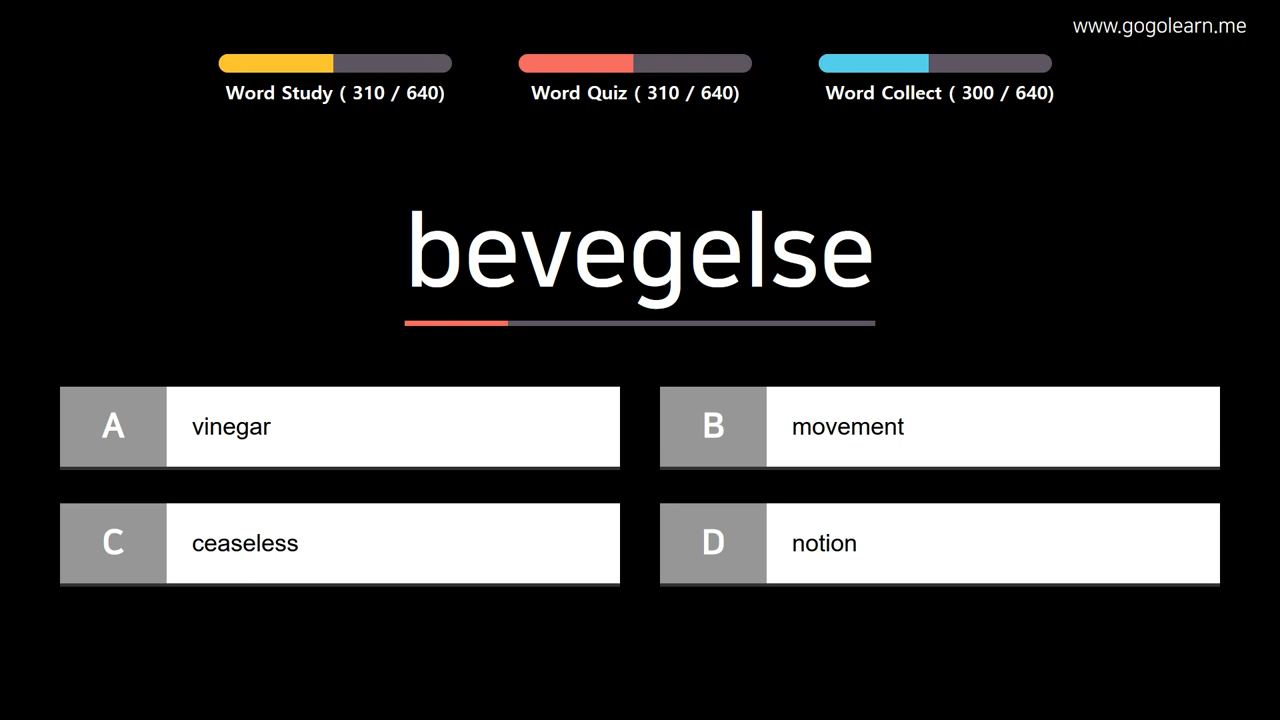 www.gogolearn.me
Word Study ( 310 / 640)
Word Quiz ( 310 / 640)
Word Collect ( 300 / 640)
bevegelse
A vinegar
B movement
C ceaseless
D notion